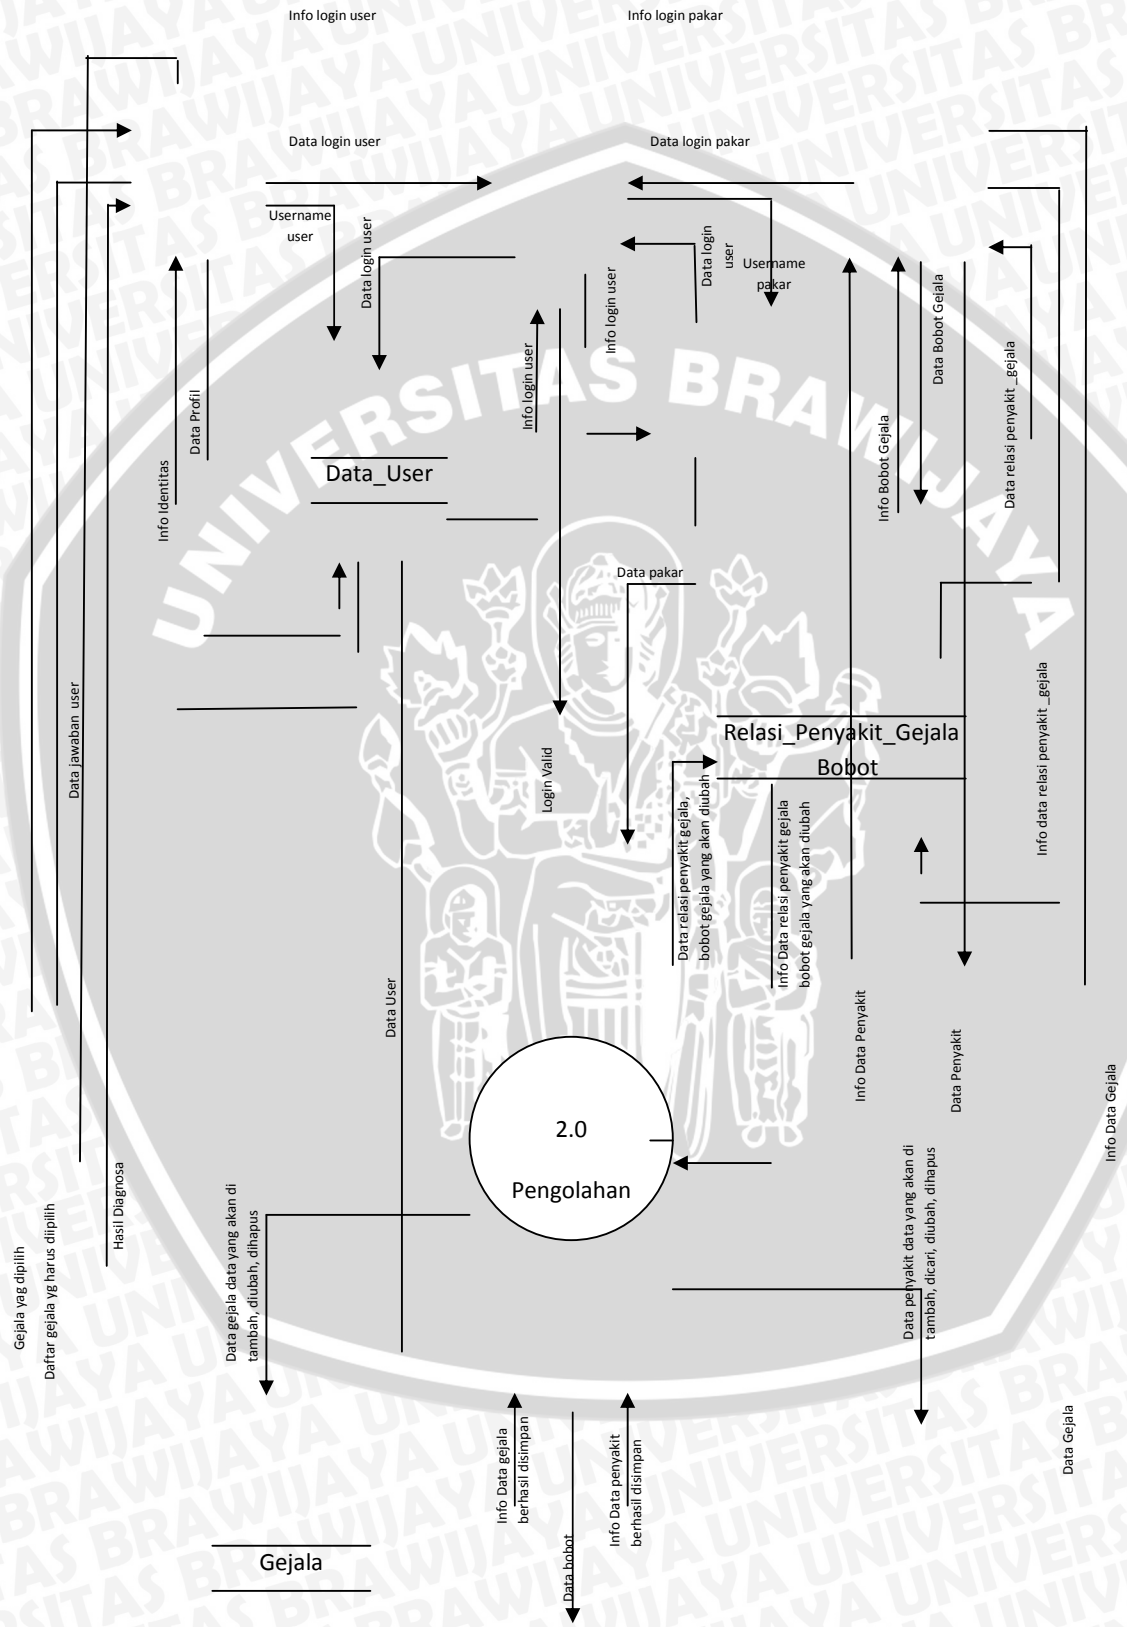 Info login user
Info login pakar
Data login user
Data login pakar
Username
user
Data login user
Info login user
Info login user
Data login
user
Username
pakar
Data Bobot Gejala
Info Bobot Gejala
Data relasi penyakit _gejala
Data Profil
Info Identitas
UNIVERSITAS BRAWIJAYA
Data_User
Data pakar
Data jawaban user
Login Valid
Relasi_Penyakit_Gejala
Bobot
Data relasi penyakit gejala,
bobot gejala yang akan diubah
Info Data relasi penyakit gejala
bobot gejala yang akan diubah
Info data relasi penyakit _gejala
Data User
Info Data Penyakit
Data Penyakit
Info Data Gejala
2.0
Pengolahan
Gejala yag dipilih
Daftar gejala yg harus diipilih
Hasil Diagnosa
Data gejala data yang akan di
tambah, diubah, dihapus
Data penyakit data yang akan di
tambah, dicari, diubah, dihapus
Info Data gejala
berhasil disimpan
Info Data penyakit
berhasil disimpan
Data Gejala
Data bobot
Gejala